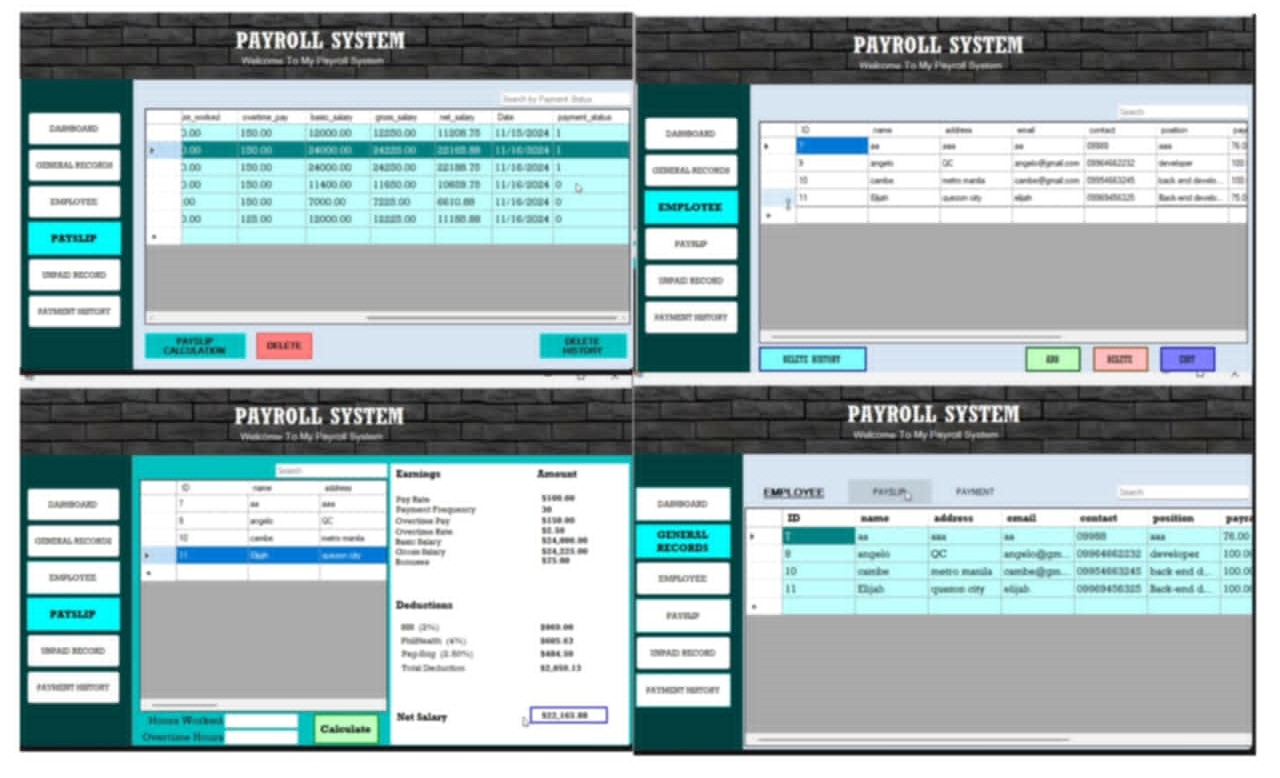 PAYROLL SYSTEM
Welcome To My Payroll System
Search by Payment Status
DASHBOARD
GENERAL RECORDS
EMPLOYEE
PAYSLIP
UNPAID RECORD
PAYMENT HISTORY
overtime_pay basic_salary gross_salary net_salary Date payment_status
0.00 150.00 12000.00 12250.00 11208.75 11/15/2024 1
0.00 150.00 24000.00 24225.00 22165.88 11/16/2024 1
0.00 150.00 24000.00 24250.00 22188.75 11/16/2024 1
0.00 150.00 11400.00 11650.00 10659.75 11/16/2024 0
00 150.00 7000.00 7225.00 6610.88 11/16/2024 0
0.00 125.00 12000.00 12225.00 11185.88 11/16/2024 0
PAYSLIP CALCULATION
DELETE
DELETE HISTORY
PAYROLL SYSTEM
Welcome To My Payroll System
Search
DASHBOARD
GENERAL RECORDS
EMPLOYEE
PAYSLIP
UNPAID RECORD
PAYMENT HISTORY
ID name address email contact position
7 aa aaa aa 09988 aaa 76.0
9 angelo QC angelo@gmail.com 09964662232 developer 100.
10 cambe metro manila cambe@gmail.com 09954663245 back end develo... 100.
11 Elijah quezon city elijah 09969456325 Back-end develo... 75.0
DELETE HISTORY
ADD
DELETE
EDIT
PAYROLL SYSTEM
Welcome To My Payroll System
Search
DASHBOARD
GENERAL RECORDS
EMPLOYEE
PAYSLIP
UNPAID RECORD
PAYMENT HISTORY
ID name address
7 aa aaa
9 angelo QC
10 cambe metro manila
11 Elijah quezon city
Hours Worked
Overtime Hours
Calculate
Earnings Amount
Pay Rate $100.00
Payment Frequency 30
Overtime Pay $150.00
Overtime Rate $2.50
Basic Salary $24,000.00
Gross Salary $24,225.00
Bonuses $75.00
Deductions
(2%)
PhilHealth (4%) $605.63
Pag-Ibig (2.50%) $484.50
Total Deduction $2,059.13
Net Salary $22,165.88
PAYROLL SYSTEM
Welcome To My Payroll System
DASHBOARD
GENERAL RECORDS
EMPLOYEE
PAYSLIP
UNPAID RECORD
PAYMENT HISTORY
EMPLOYEE PAYSLIP PAYMENT Search
ID name address email contact position
7 aa aaa aa 09988 aaa 76.00
9 angelo QC angelo@gm... 09964662232 developer 100.0
10 cambe metro manila cambe@gm... 09954663245 back end d... 100.0
11 Elijah quezon city elijah 09969456325 Back-end d... 100.0